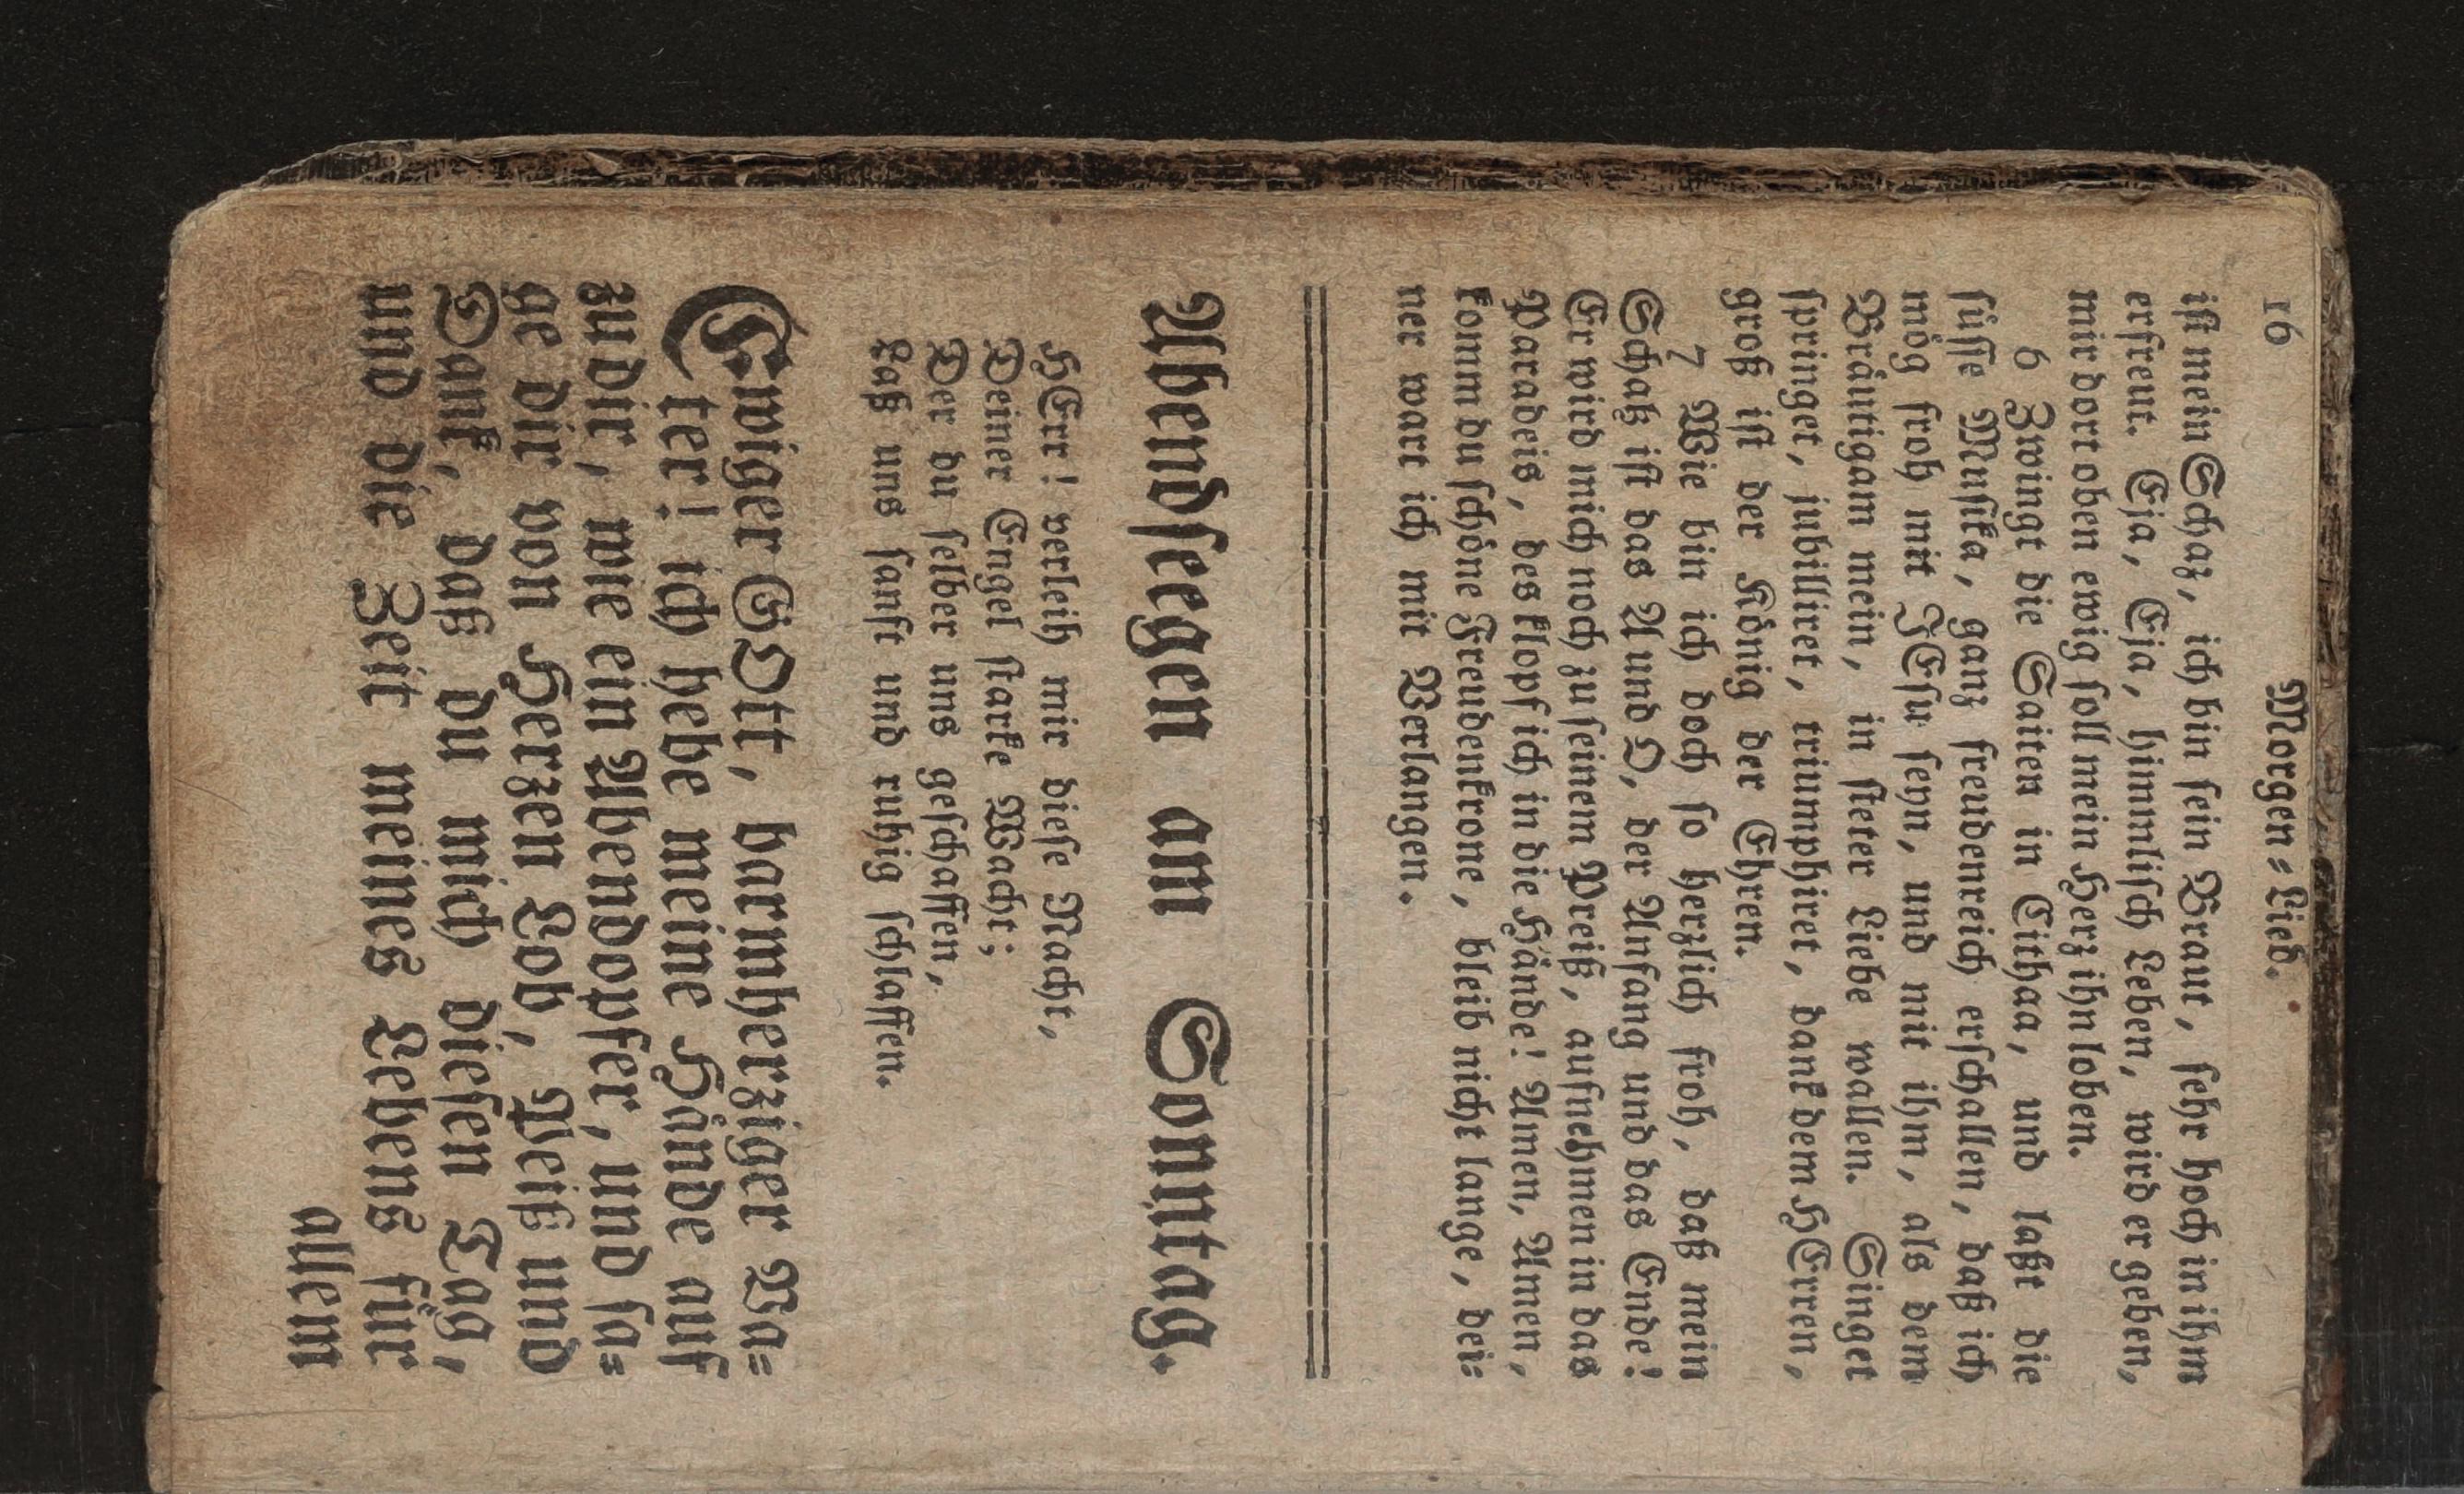 16 Morgen=Lied.
ist mein Schatz, ich bin sein Braut, sehr hoch in ihm
erfreut. Eja, Eja, himmlisch Leben, wird er geben,
mir dort oben ewig soll mein Hertz ihn loben.
6 Zwingt die Saiten in Cithaa, und laßt die
süsse Musika, gantz freudenreich erschallen, daß ich
mög froh mit JEsu seyn, und mit ihm, als dem
Bräutigam mein, in steter Liebe wallen. Singet
springet, jubilliret, triumphiret, dankt dem HErren,
groß ist der König der Ehren.
7 Wie bin ich doch so hertzlich froh, daß mein
Schatz ist das A und O, der Anfang und das Ende!
Er wird mich noch zu seinem Preiß, aufnehmen in das
Paradeis, des klopf ich in die Hände! Amen, Amen,
komm du schöne Freudenkrone, bleib nicht lange, dei=
ner wart ich mit Verlangen.
Abendsegen am Sonntag.
HErr! verleih mir diese Nacht,
Deiner Engel starke Wacht;
Der du selber uns geschaffen,
Laß uns sanft und ruhig schlaffen.
Ewiger GOtt, barmherziger Va=
ter! ich hebe meine Hände auf
zu dir, wie ein Abendopfer, und sa=
ge dir von Herzen Lob, Preiß und
Dank, daß du mich diesen Tag,
und die Zeit meines Lebens für
allem